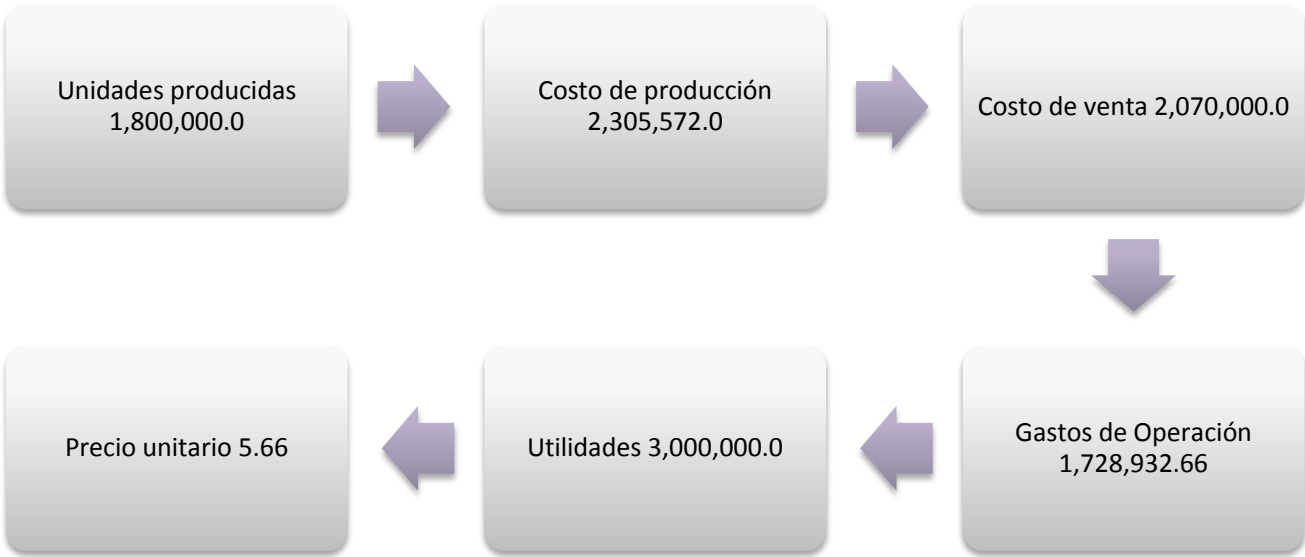 Unidades producidas
1,800,000.0
Costo de producción
2,305,572.0
Costo de venta 2,070,000.0
Gastos de Operación
1,728,932.66
Utilidades 3,000,000.0
Precio unitario 5.66